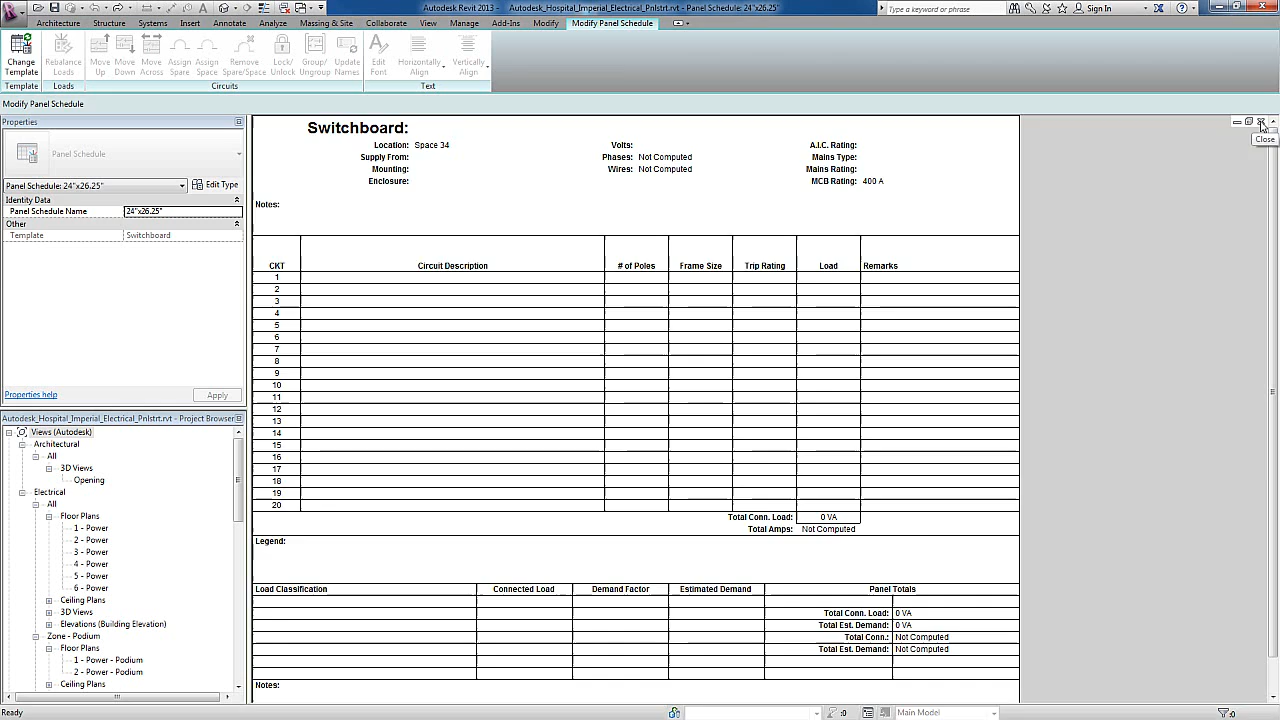 Autodesk Revit 2013 - Autodesk_Hospital_Imperial_Electrical_Pnlstrt.rvt - Panel Schedule: 24"x26.25"
Type a keyword or phrase
Sign In
Architecture Structure Systems Insert Annotate Analyze Massing & Site Collaborate View Manage Add-Ins Modify Modify Panel Schedule
Change Template
Rebalance Loads
Move Up
Move Down
Move Across
Assign Spare
Assign Space
Remove Spare/Space
Lock/ Unlock
Group/ Ungroup
Update Names
Edit Font
Horizontally Align
Vertically Align
Template Loads Circuits Text
Modify Panel Schedule
Properties
Panel Schedule
Panel Schedule: 24"x26.25" Edit Type
Identity Data
Panel Schedule Name 24"x26.25"
Other
Template Switchboard
Properties help Apply
Autodesk_Hospital_Imperial_Electrical_Pnlstrt.rvt - Project Browser
Views (Autodesk)
Architectural
All
3D Views
Opening
Electrical
All
Floor Plans
1 - Power
2 - Power
3 - Power
4 - Power
5 - Power
6 - Power
Ceiling Plans
3D Views
Elevations (Building Elevation)
Zone - Podium
Floor Plans
1 - Power - Podium
2 - Power - Podium
Ceiling Plans
Close
Switchboard:
Location: Space 34 Volts: A.I.C. Rating:
Supply From: Phases: Not Computed Mains Type:
Mounting: Wires: Not Computed Mains Rating:
Enclosure: MCB Rating: 400 A
Notes:
CKT Circuit Description # of Poles Frame Size Trip Rating Load Remarks
1
2
3
4
5
6
7
8
9
10
11
12
13
14
15
16
17
18
19
20
Total Conn. Load: 0 VA
Total Amps: Not Computed
Legend:
Load Classification Connected Load Demand Factor Estimated Demand Panel Totals
Total Conn. Load: 0 VA
Total Est. Demand: 0 VA
Total Conn.: Not Computed
Total Est. Demand: Not Computed
Notes:
Ready
:0
Main Model
:0